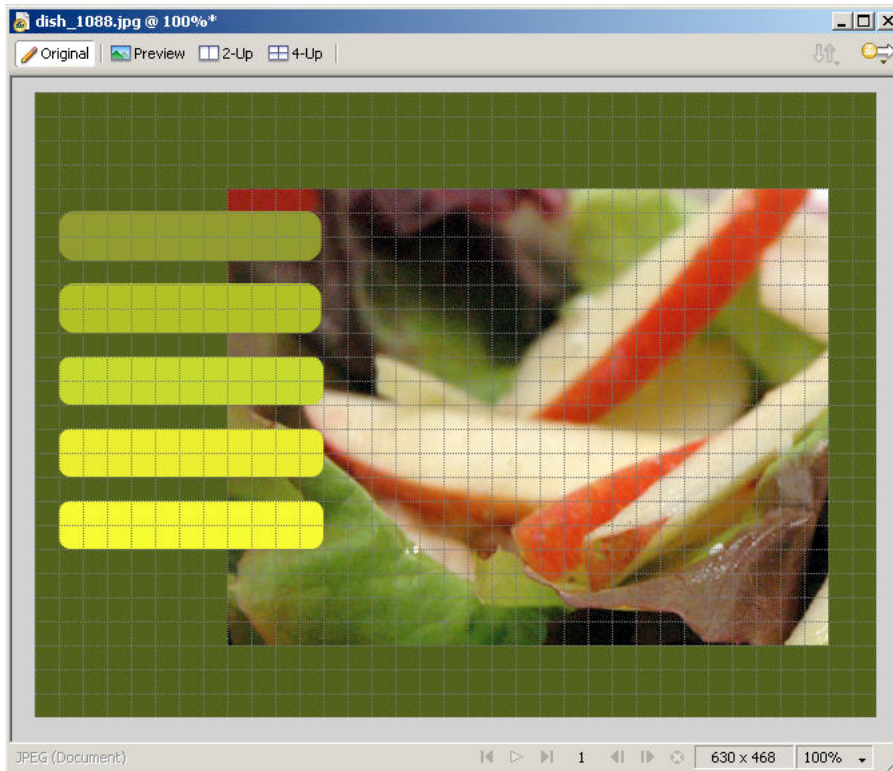 dish_1088.jpg @ 100%*
Original Preview 2-Up 4-Up
JPEG (Document) 1 630 x 468 100%